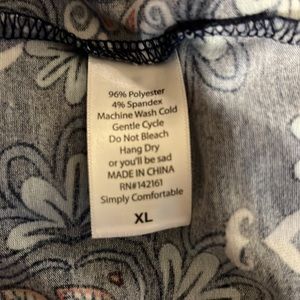 96% Polyester
4% Spandex
Machine Wash Cold
Gentle Cycle
Do Not Bleach
Hang Dry
or you'll be sad
MADE IN CHINA
RN#142161
Simply Comfortable
XL